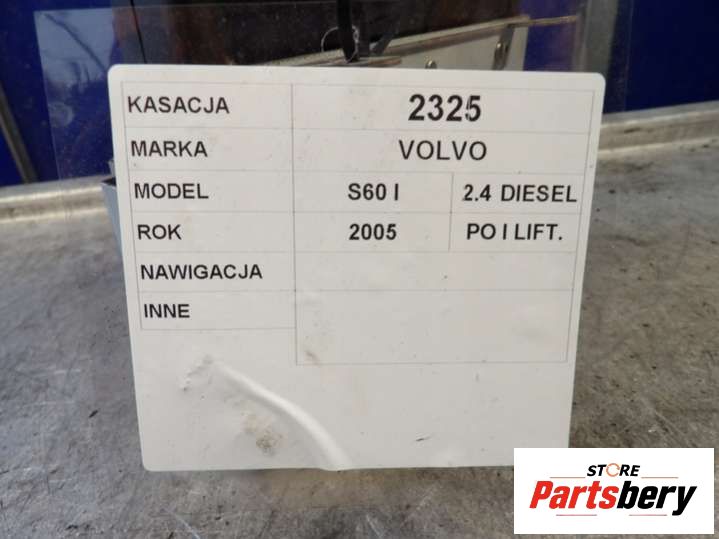 KASACJA 2325
MARKA VOLVO
MODEL S60 I 2.4 DIESEL
ROK 2005 PO I LIFT.
NAWIGACJA
INNE
STORE
Partsbery